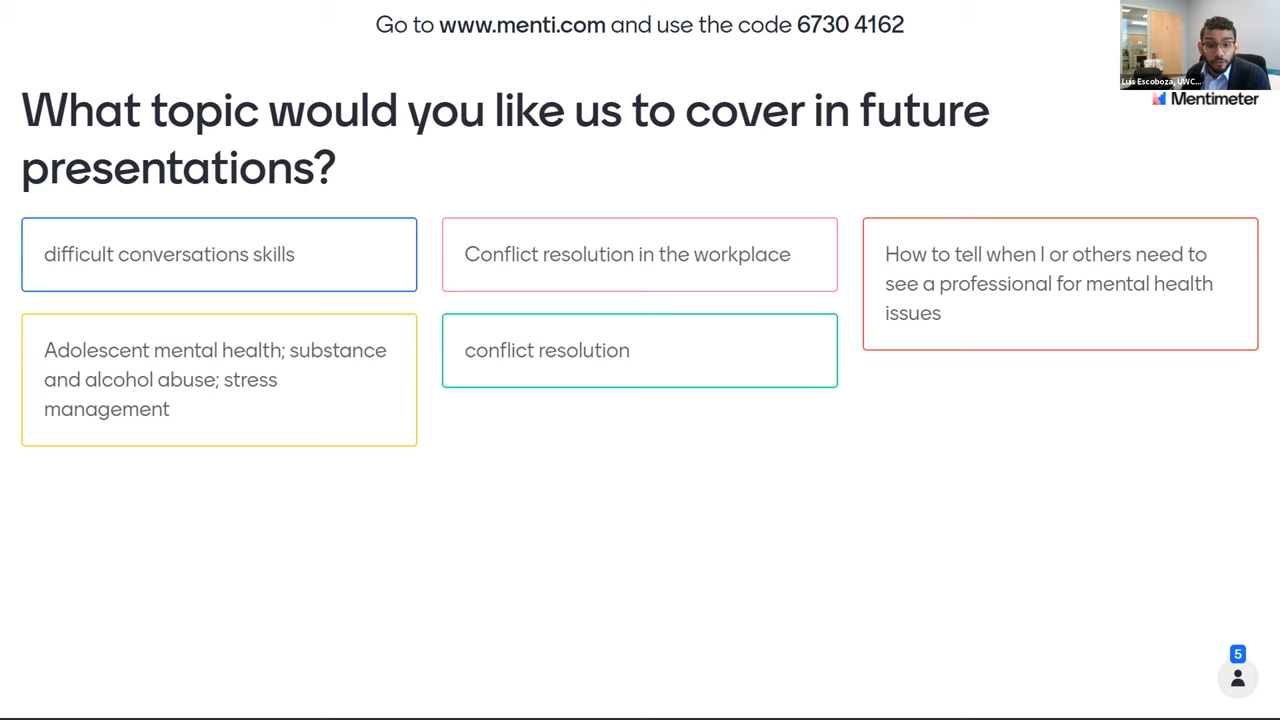 Go to www.menti.com and use the code 6730 4162
Luis Escoboza, UWC...
Mentimeter
What topic would you like us to cover in future
presentations?
difficult conversations skills
Conflict resolution in the workplace
How to tell when I or others need to
see a professional for mental health
issues
Adolescent mental health; substance
and alcohol abuse; stress
management
conflict resolution
5